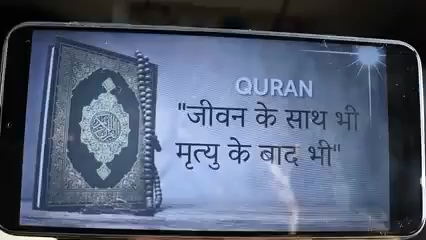 QURAN
"जीवन के साथ भी
मृत्यु के बाद भी"